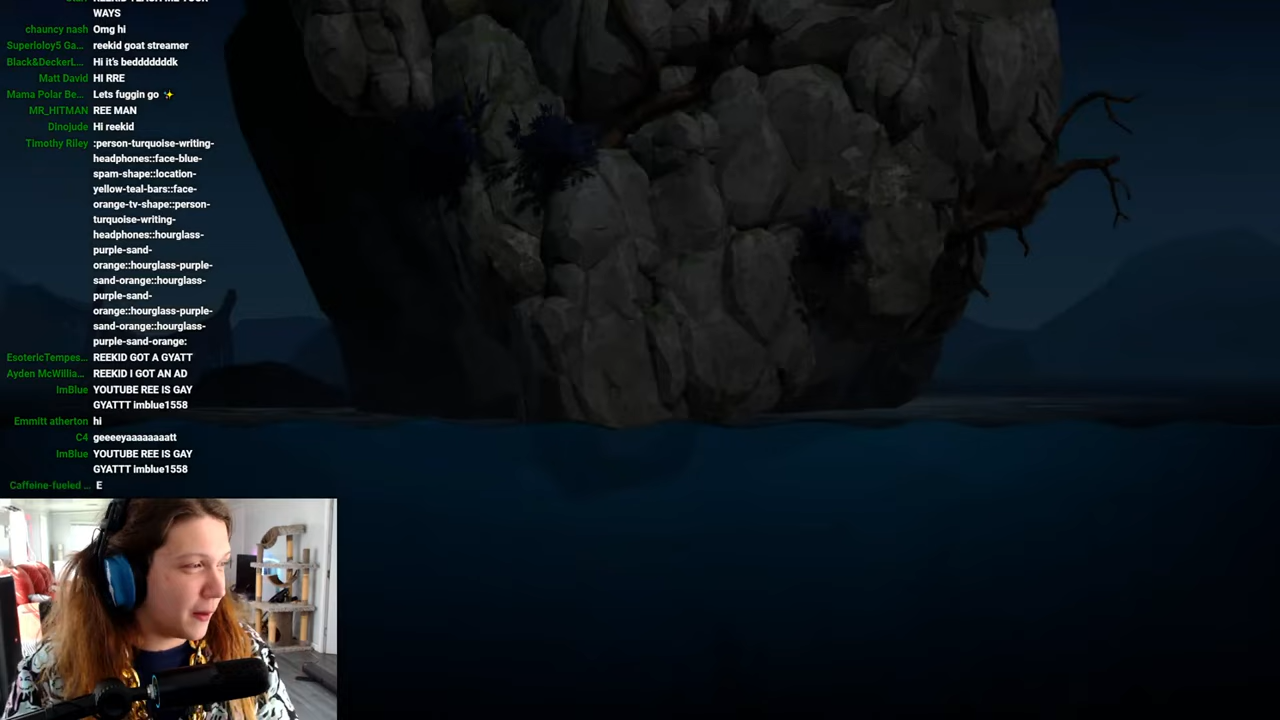 WAYS
chauncy nash Omg hi
Superloloy5 Ga... reekid goat streamer
Black&DeckerL... Hi it's bedddddddk
Matt David HI RRE
Mama Polar Be... Lets fuggin go ✨
MR_HITMAN REE MAN
Dinojude Hi reekid
Timothy Riley :person-turquoise-writing-
headphones::face-blue-
spam-shape::location-
yellow-teal-bars::face-
orange-tv-shape::person-
turquoise-writing-
headphones::hourglass-
purple-sand-
orange::hourglass-purple-
sand-orange::hourglass-
purple-sand-
orange::hourglass-purple-
sand-orange::hourglass-
purple-sand-orange:
EsotericTempes... REEKID GOT A GYATT
Ayden McWillia... REEKID I GOT AN AD
ImBlue YOUTUBE REE IS GAY
GYATTT imblue1558
Emmitt atherton hi
C4 geeeeyaaaaaaaatt
ImBlue YOUTUBE REE IS GAY
GYATTT imblue1558
Caffeine-fueled ... E